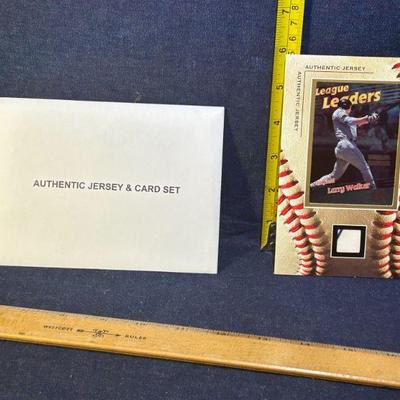 AUTHENTIC JERSEY & CARD SET
AUTHENTIC JERSEY
AUTHENTIC JERSEY
League
Leaders
Larry Walker
WESTCOTT
RULER